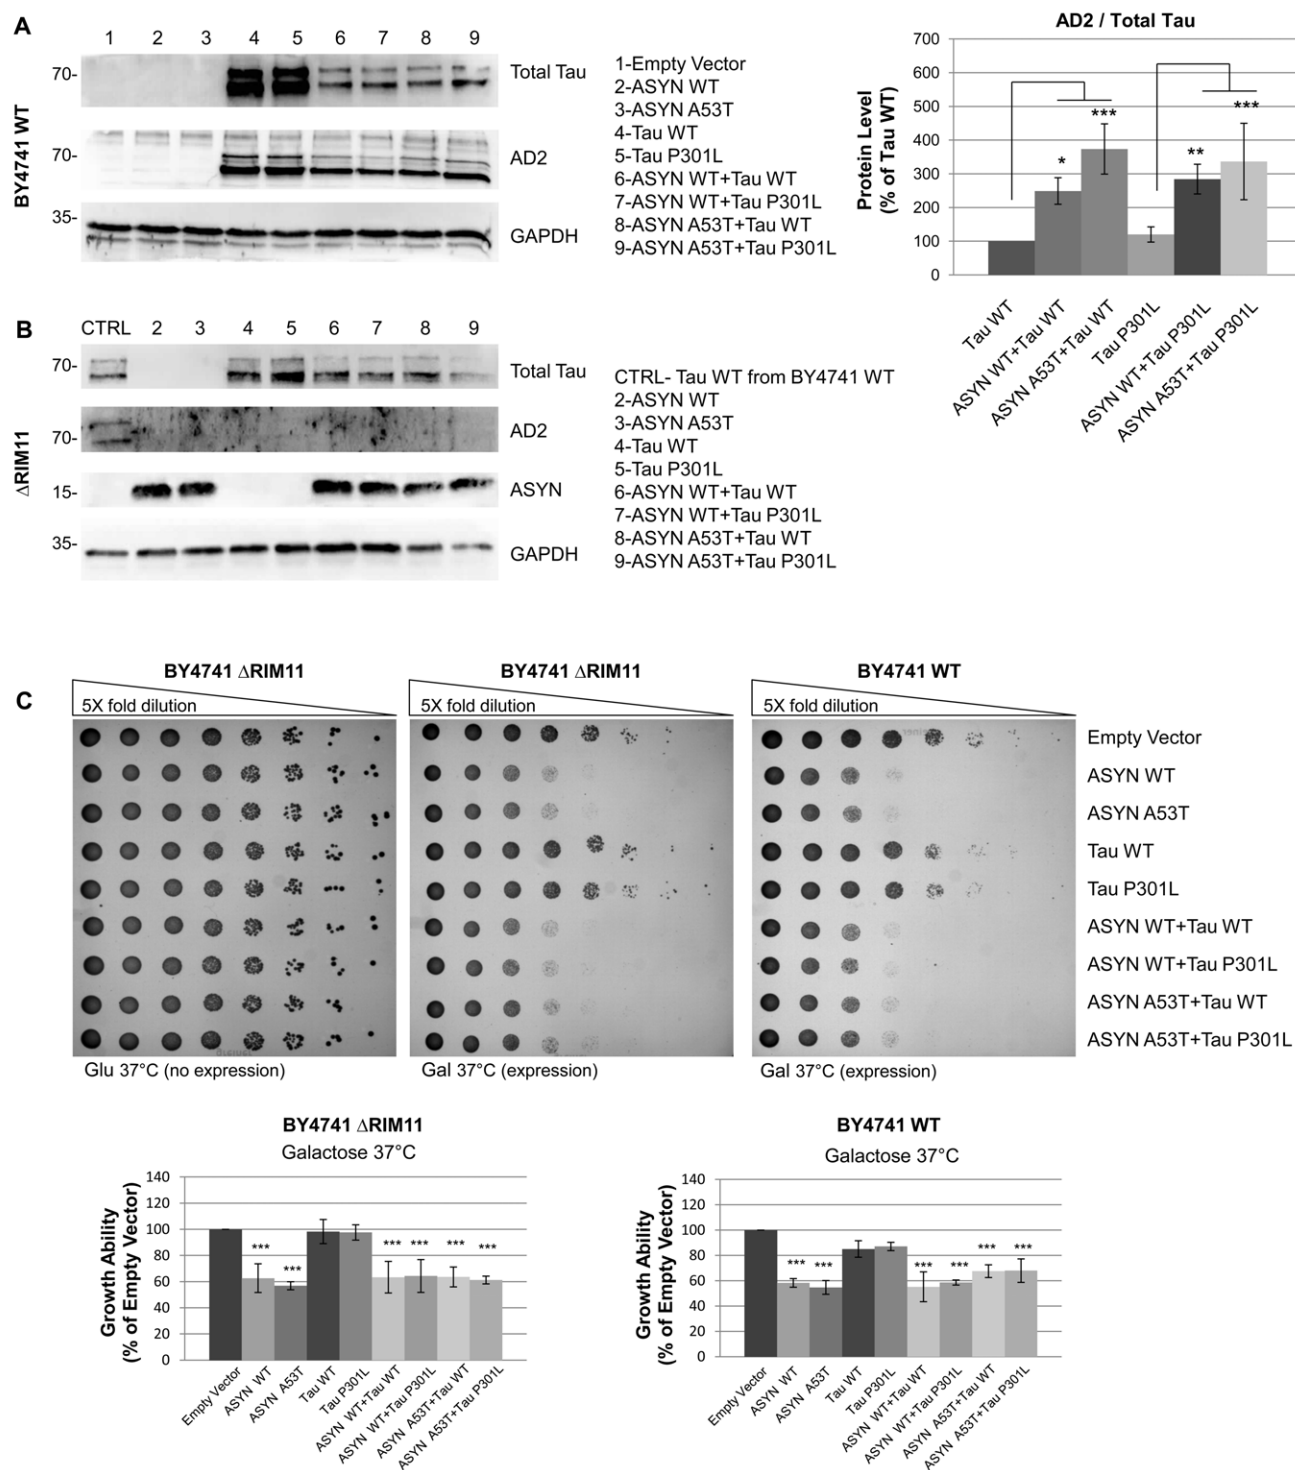 A
BY4741 WT
1 2 3 4 5 6 7 8 9
70-
Total Tau
70-
AD2
35-
GAPDH
1-Empty Vector
2-ASYN WT
3-ASYN A53T
4-Tau WT
5-Tau P301L
6-ASYN WT+Tau WT
7-ASYN WT+Tau P301L
8-ASYN A53T+Tau WT
9-ASYN A53T+Tau P301L
AD2 / Total Tau
Protein Level
(% of Tau WT)
700
600
500
400
300
200
100
0
*
***
**
***
Tau WT
ASYN WT+Tau WT
ASYN A53T+Tau WT
Tau P301L
ASYN WT+Tau P301L
ASYN A53T+Tau P301L
B
ΔRIM11
CTRL 2 3 4 5 6 7 8 9
70-
Total Tau
70-
AD2
15-
ASYN
35-
GAPDH
CTRL- Tau WT from BY4741 WT
2-ASYN WT
3-ASYN A53T
4-Tau WT
5-Tau P301L
6-ASYN WT+Tau WT
7-ASYN WT+Tau P301L
8-ASYN A53T+Tau WT
9-ASYN A53T+Tau P301L
C
BY4741 ΔRIM11
5X fold dilution
Glu 37°C (no expression)
BY4741 ΔRIM11
5X fold dilution
Gal 37°C (expression)
BY4741 WT
5X fold dilution
Gal 37°C (expression)
Empty Vector
ASYN WT
ASYN A53T
Tau WT
Tau P301L
ASYN WT+Tau WT
ASYN WT+Tau P301L
ASYN A53T+Tau WT
ASYN A53T+Tau P301L
BY4741 ΔRIM11
Galactose 37°C
Growth Ability
(% of Empty Vector)
140
120
100
80
60
40
20
0
*** *** *** *** *** ***
Empty Vector
ASYN WT
ASYN A53T
Tau WT
Tau P301L
ASYN WT+Tau WT
ASYN WT+Tau P301L
ASYN A53T+Tau WT
ASYN A53T+Tau P301L
BY4741 WT
Galactose 37°C
Growth Ability
(% of Empty Vector)
140
120
100
80
60
40
20
0
*** *** *** *** *** ***
Empty Vector
ASYN WT
ASYN A53T
Tau WT
Tau P301L
ASYN WT+Tau WT
ASYN WT+Tau P301L
ASYN A53T+Tau WT
ASYN A53T+Tau P301L